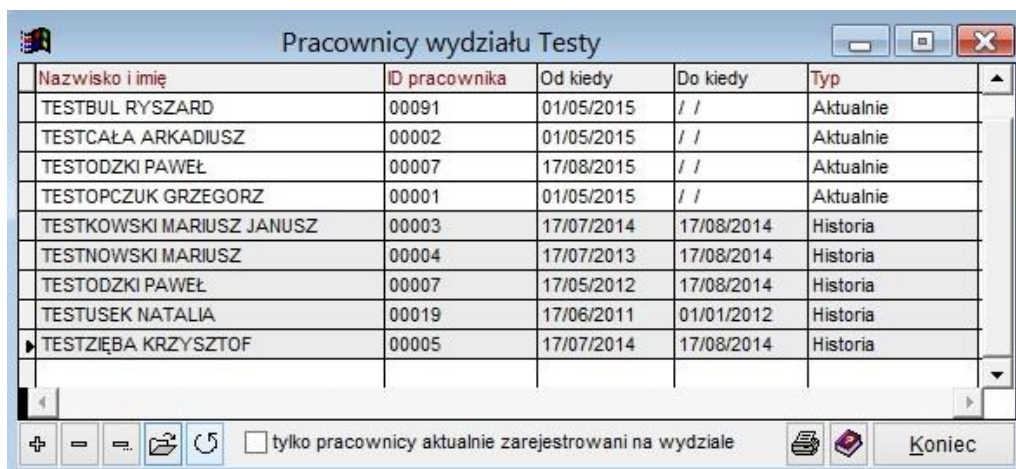 Pracownicy wydziału Testy
Nazwisko i imię ID pracownika Od kiedy Do kiedy Typ
TESTBUL RYSZARD 00091 01/05/2015 / / Aktualnie
TESTCAŁA ARKADIUSZ 00002 01/05/2015 / / Aktualnie
TESTODZKI PAWEŁ 00007 17/08/2015 / / Aktualnie
TESTOPCZUK GRZEGORZ 00001 01/05/2015 / / Aktualnie
TESTKOWSKI MARIUSZ JANUSZ 00003 17/07/2014 17/08/2014 Historia
TESTNOWSKI MARIUSZ 00004 17/07/2013 17/08/2014 Historia
TESTODZKI PAWEŁ 00007 17/05/2012 17/08/2014 Historia
TESTUSEK NATALIA 00019 17/06/2011 01/01/2012 Historia
TESTZIĘBA KRZYSZTOF 00005 17/07/2014 17/08/2014 Historia
tylko pracownicy aktualnie zarejestrowani na wydziale Koniec